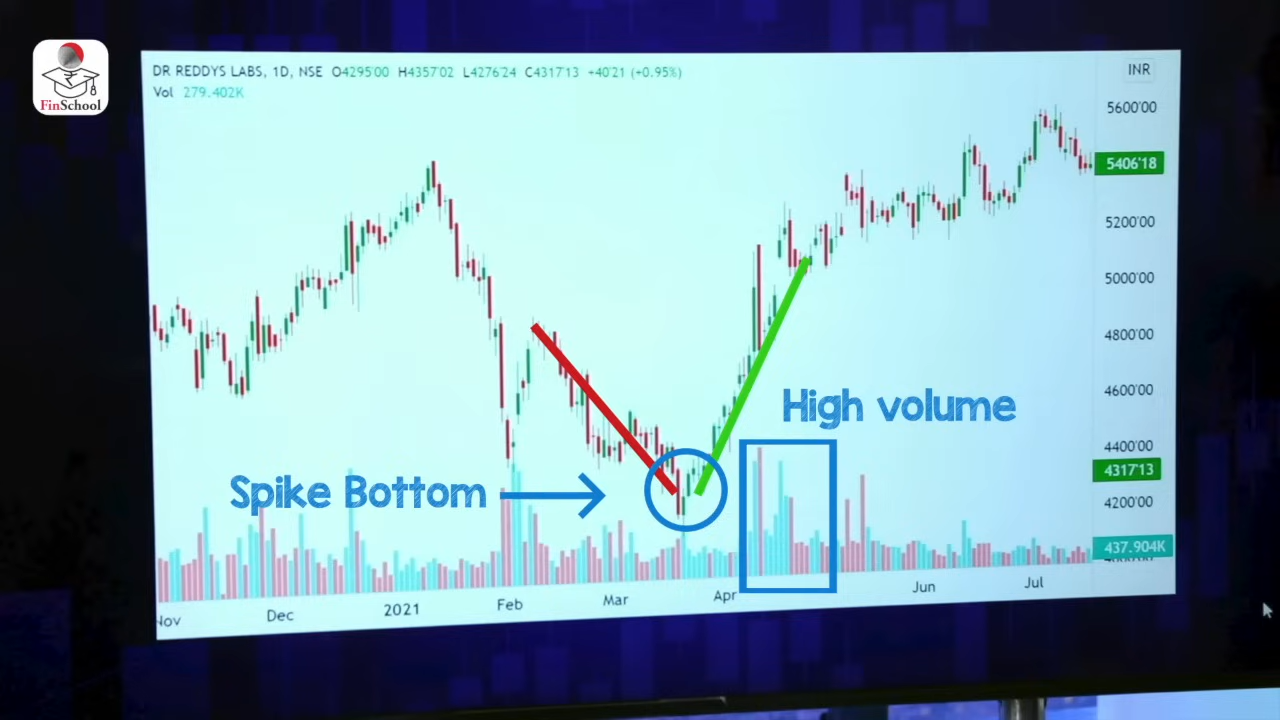 FinSchool
DR REDDYS LABS, 1D, NSE O4295'00 H4357'02 L4276'24 C4317'13 +40'21 (+0.95%)
Vol 279.402K
INR
5600'00
5406'18
5200'00
5000'00
4800'00
4600'00
High volume
4400'00
4317'13
Spike Bottom
4200'00
437.904K
Dec
2021
Feb
Mar
Apr
Jun
Jul